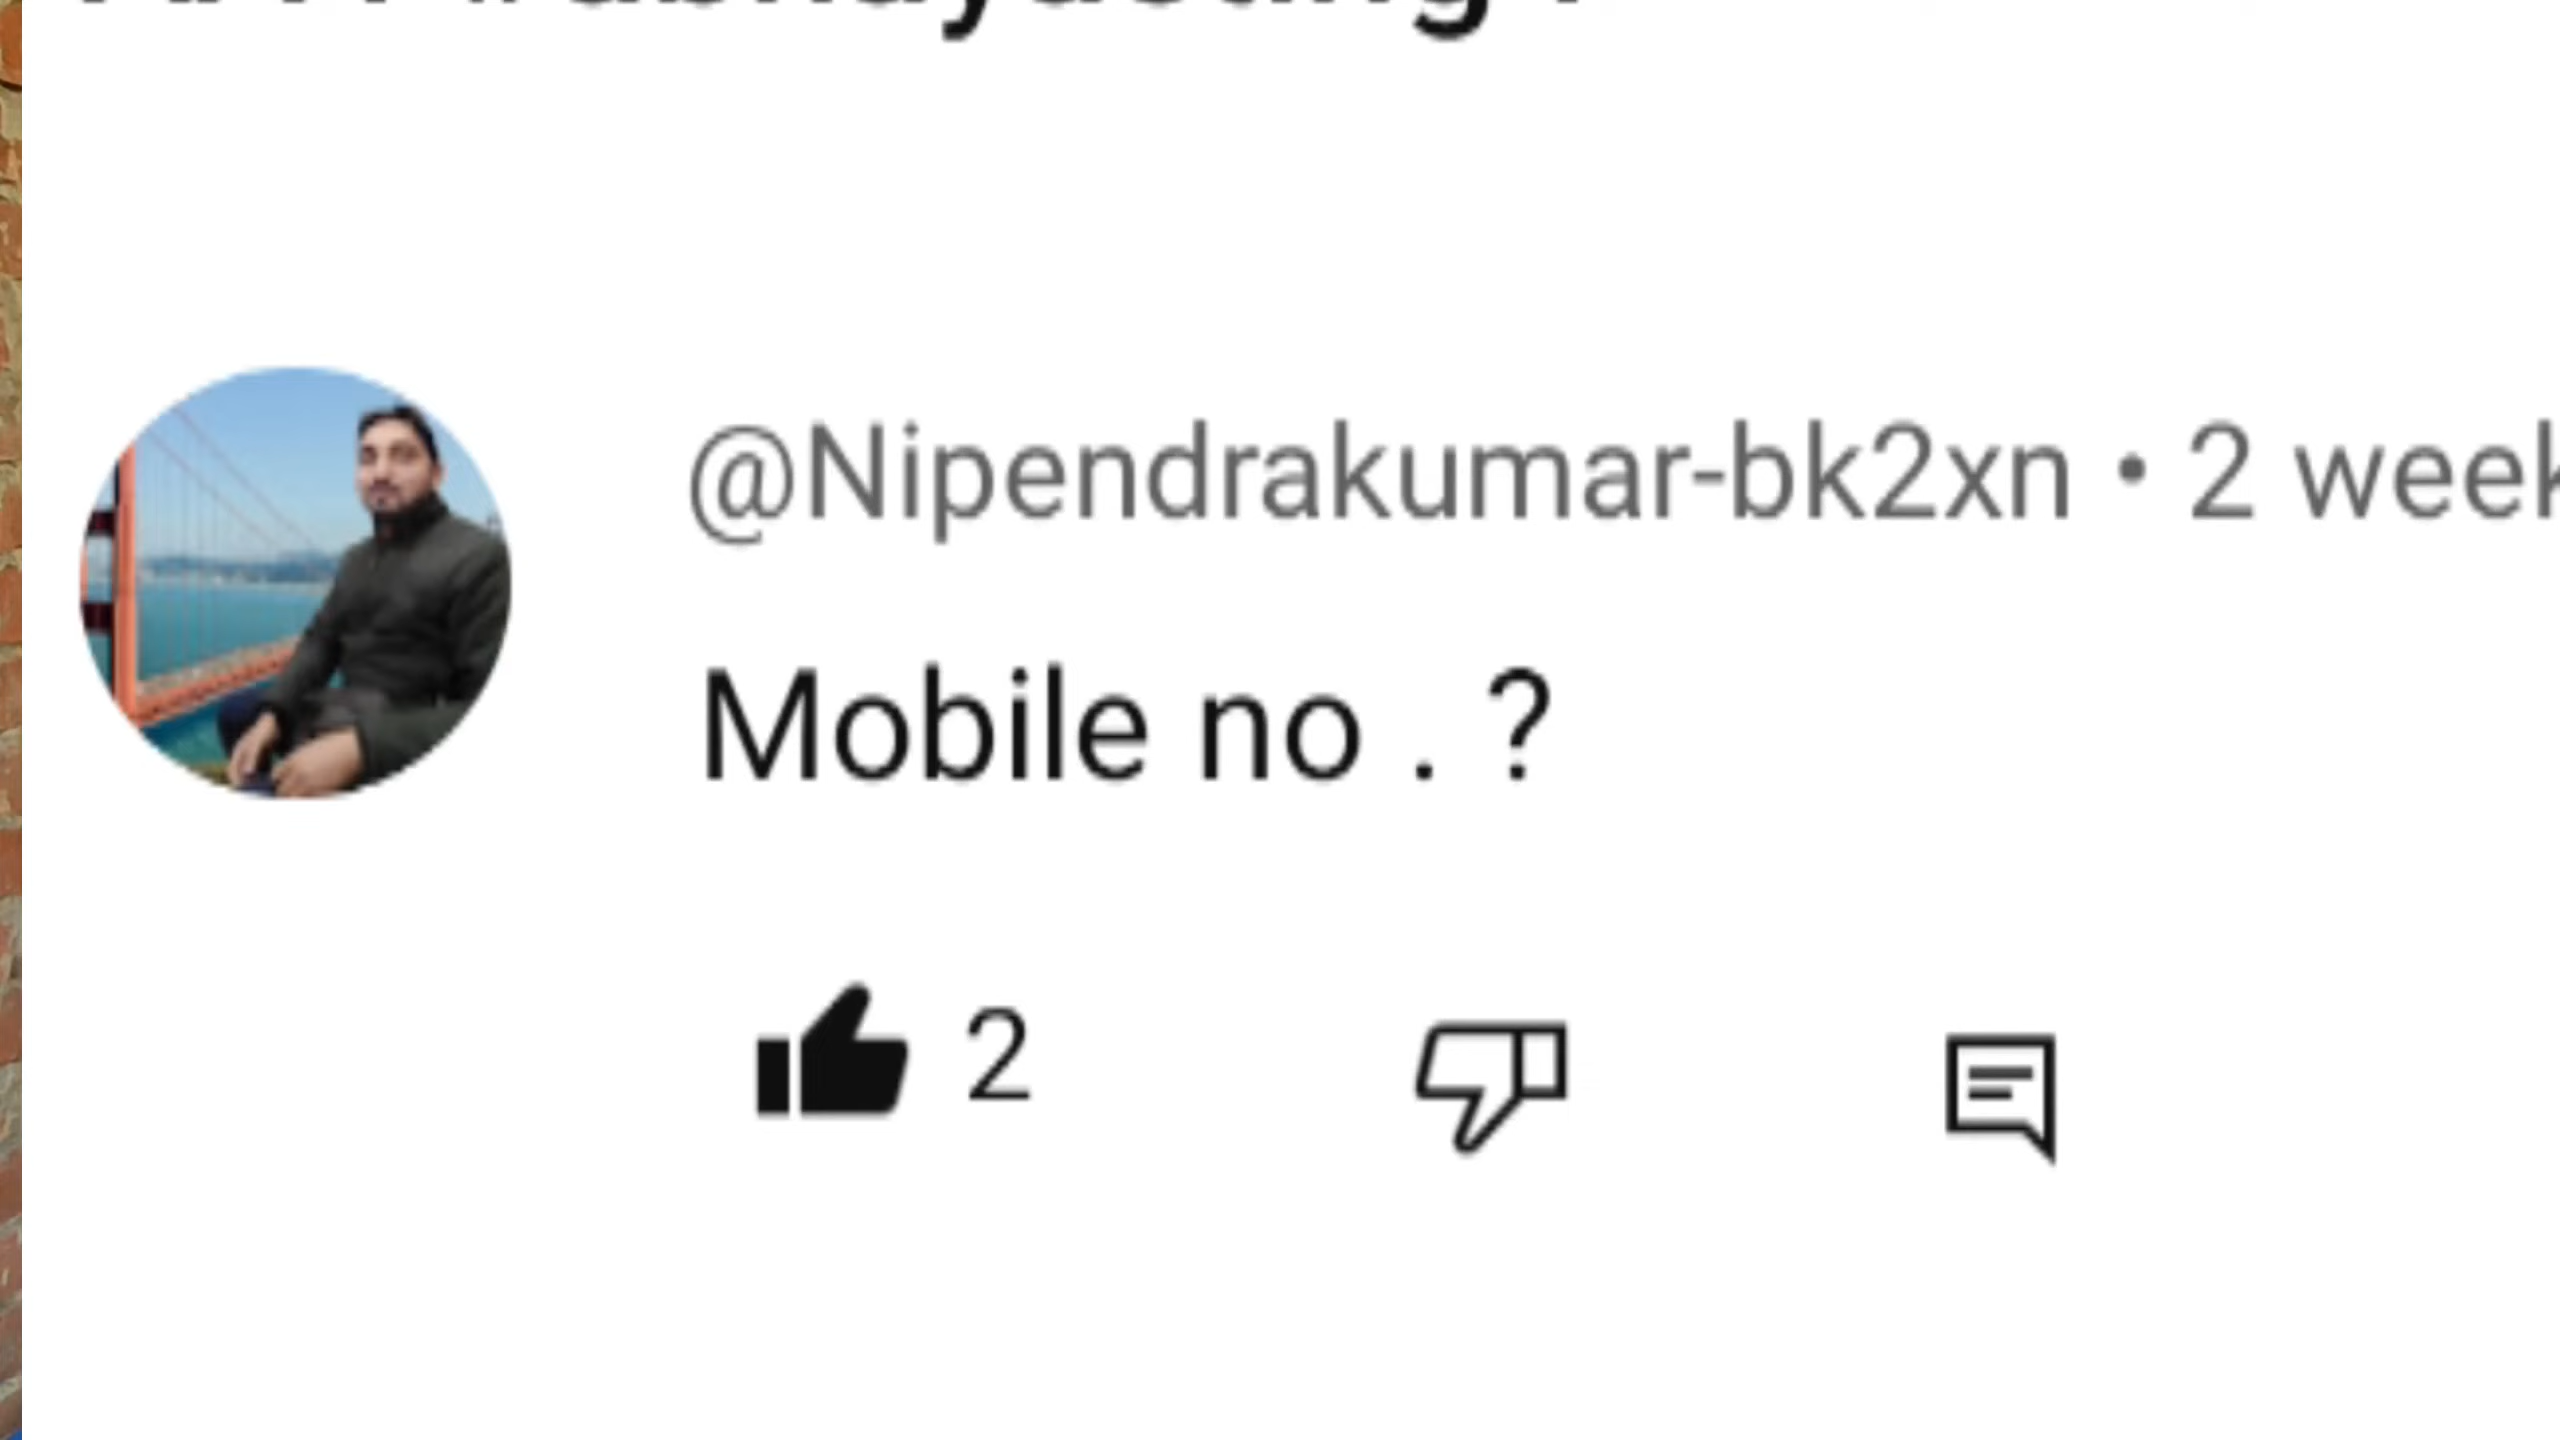 @Nipendrakumar-bk2xn • 2 week
Mobile no . ?
2